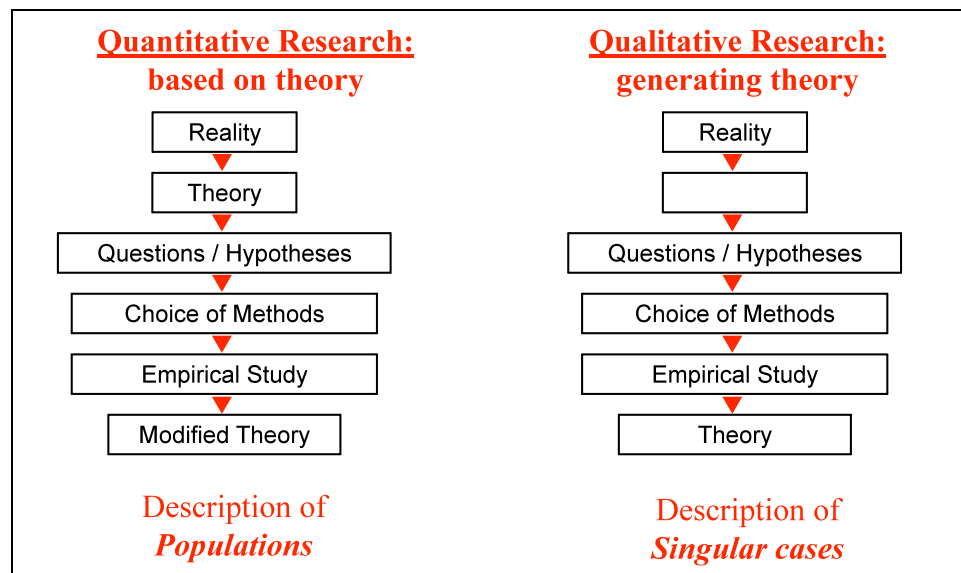 Quantitative Research:
based on theory
Reality
Theory
Questions / Hypotheses
Choice of Methods
Empirical Study
Modified Theory
Description of
Populations
Qualitative Research:
generating theory
Reality
Questions / Hypotheses
Choice of Methods
Empirical Study
Theory
Description of
Singular cases